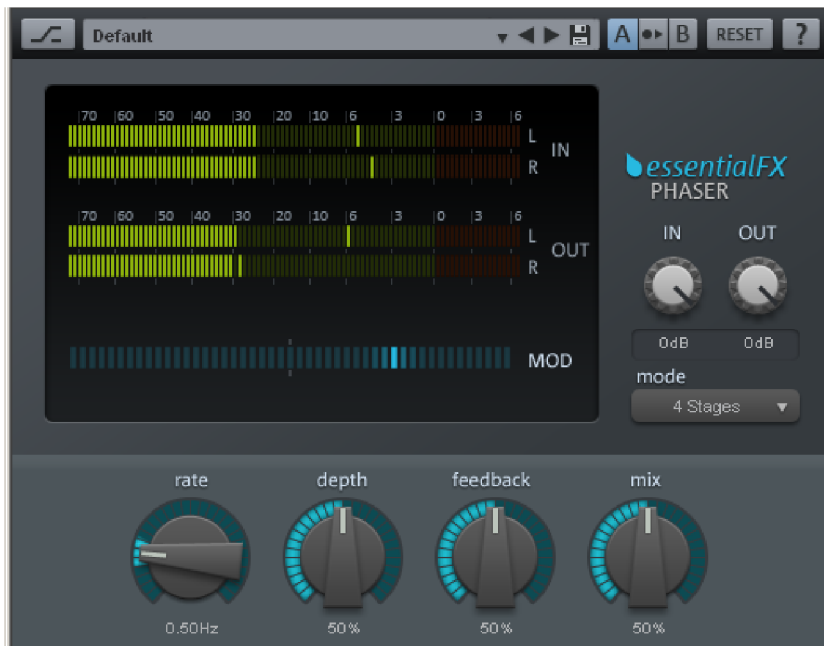 Default A B RESET ?
70 60 50 40 30 20 10 6 3 0 3 6
L
IN
R
70 60 50 40 30 20 10 6 3 0 3 6
L
OUT
R
MOD
essentialFX
PHASER
IN OUT
0dB 0dB
mode
4 Stages
rate depth feedback mix
0.50Hz 50% 50% 50%